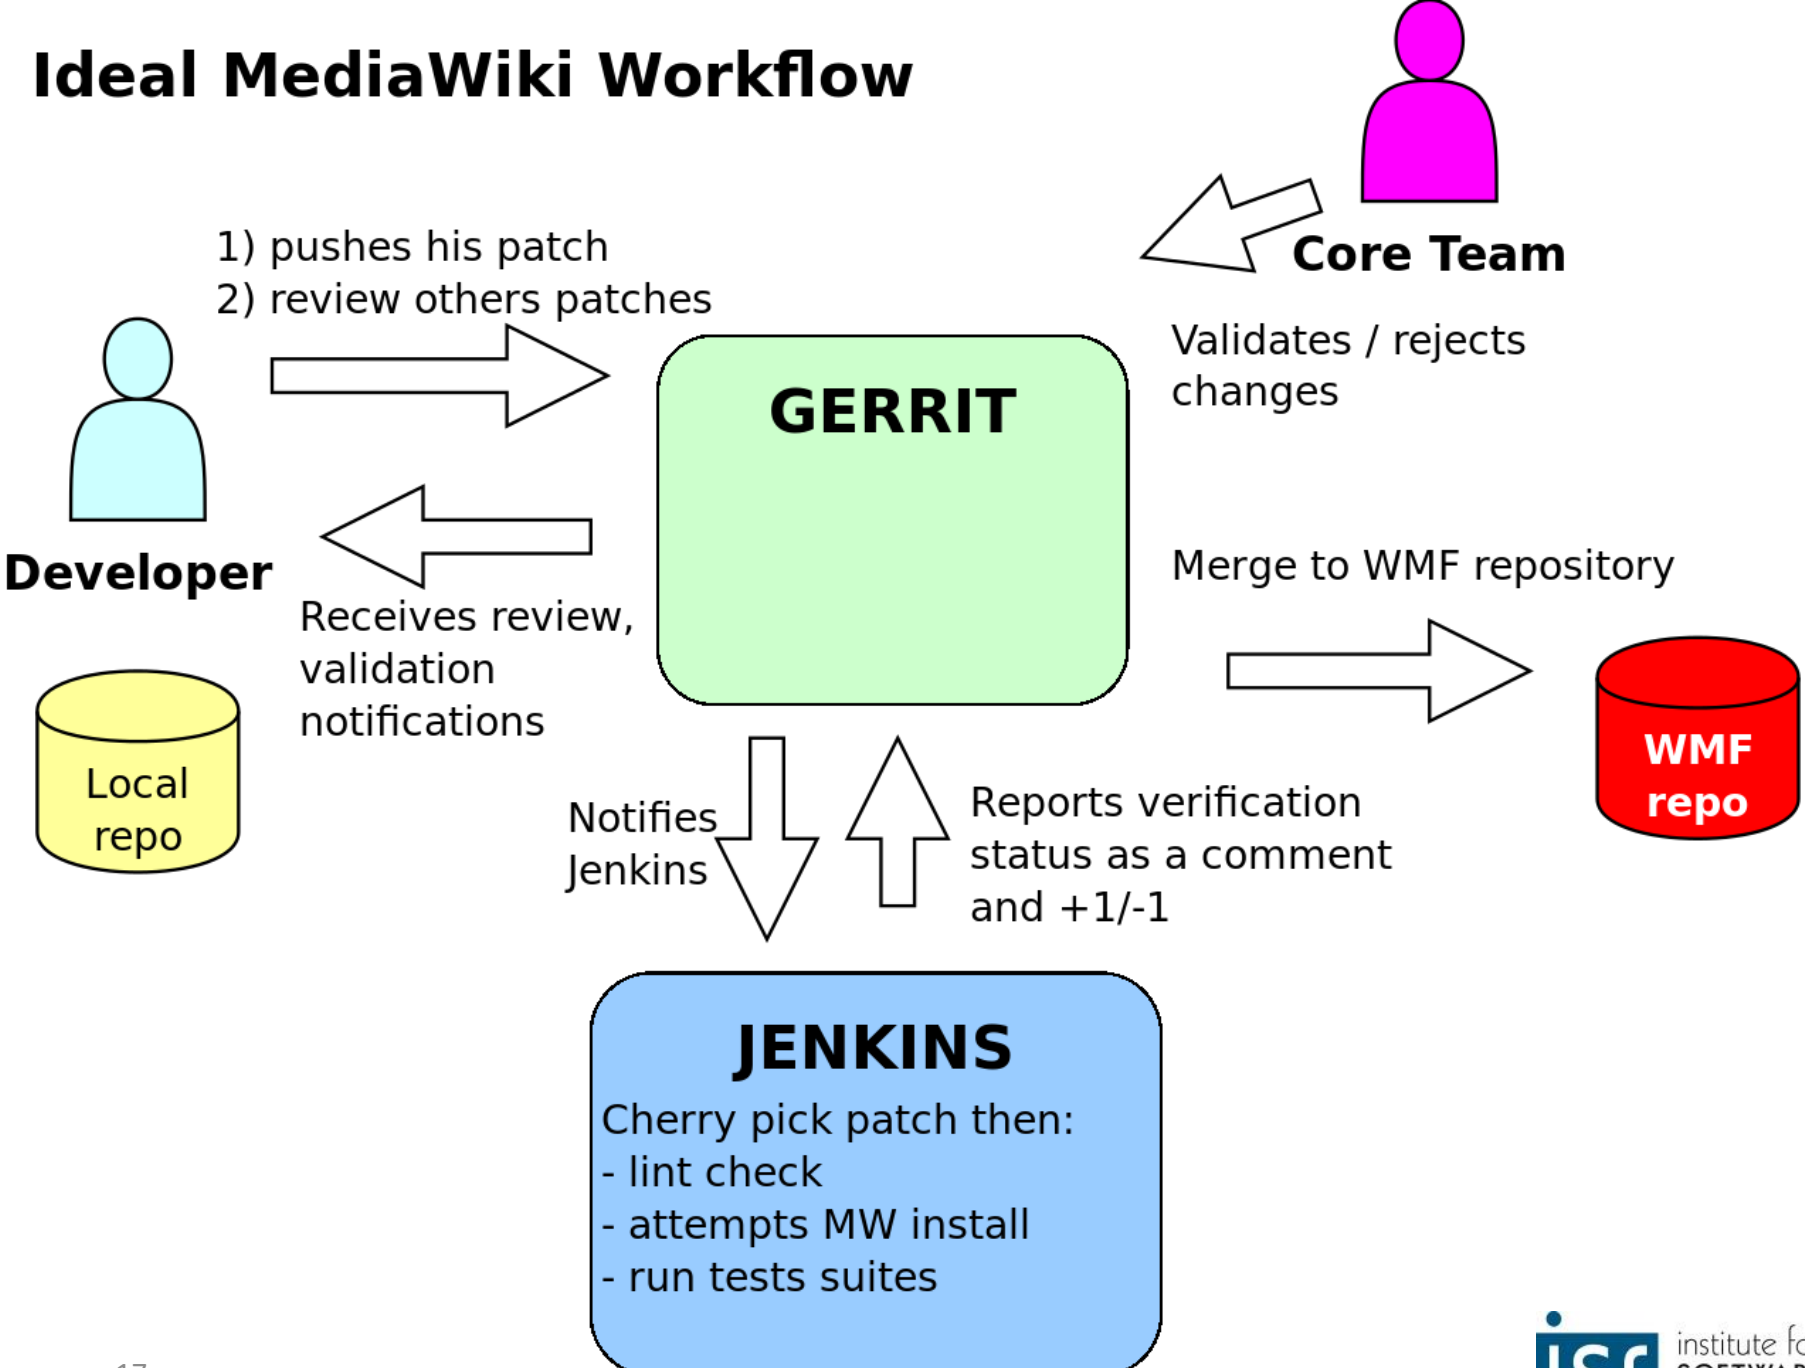 Ideal MediaWiki Workflow
1) pushes his patch
2) review others patches
Core Team
Validates / rejects
changes
GERRIT
Developer
Receives review,
validation
notifications
Merge to WMF repository
Local
repo
WMF
repo
Notifies
Jenkins
Reports verification
status as a comment
and +1/-1
JENKINS
Cherry pick patch then:
- lint check
- attempts MW install
- run tests suites
isr
institute fo